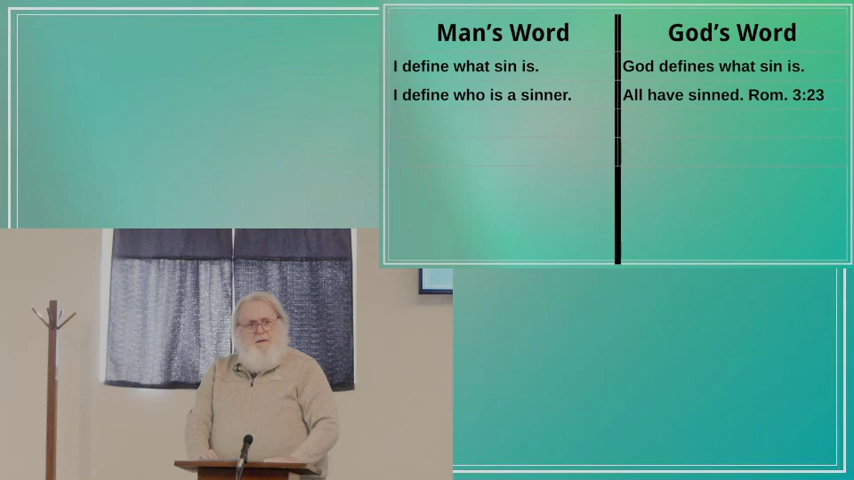 Man's Word
God's Word
I define what sin is.
God defines what sin is.
I define who is a sinner.
All have sinned. Rom. 3:23